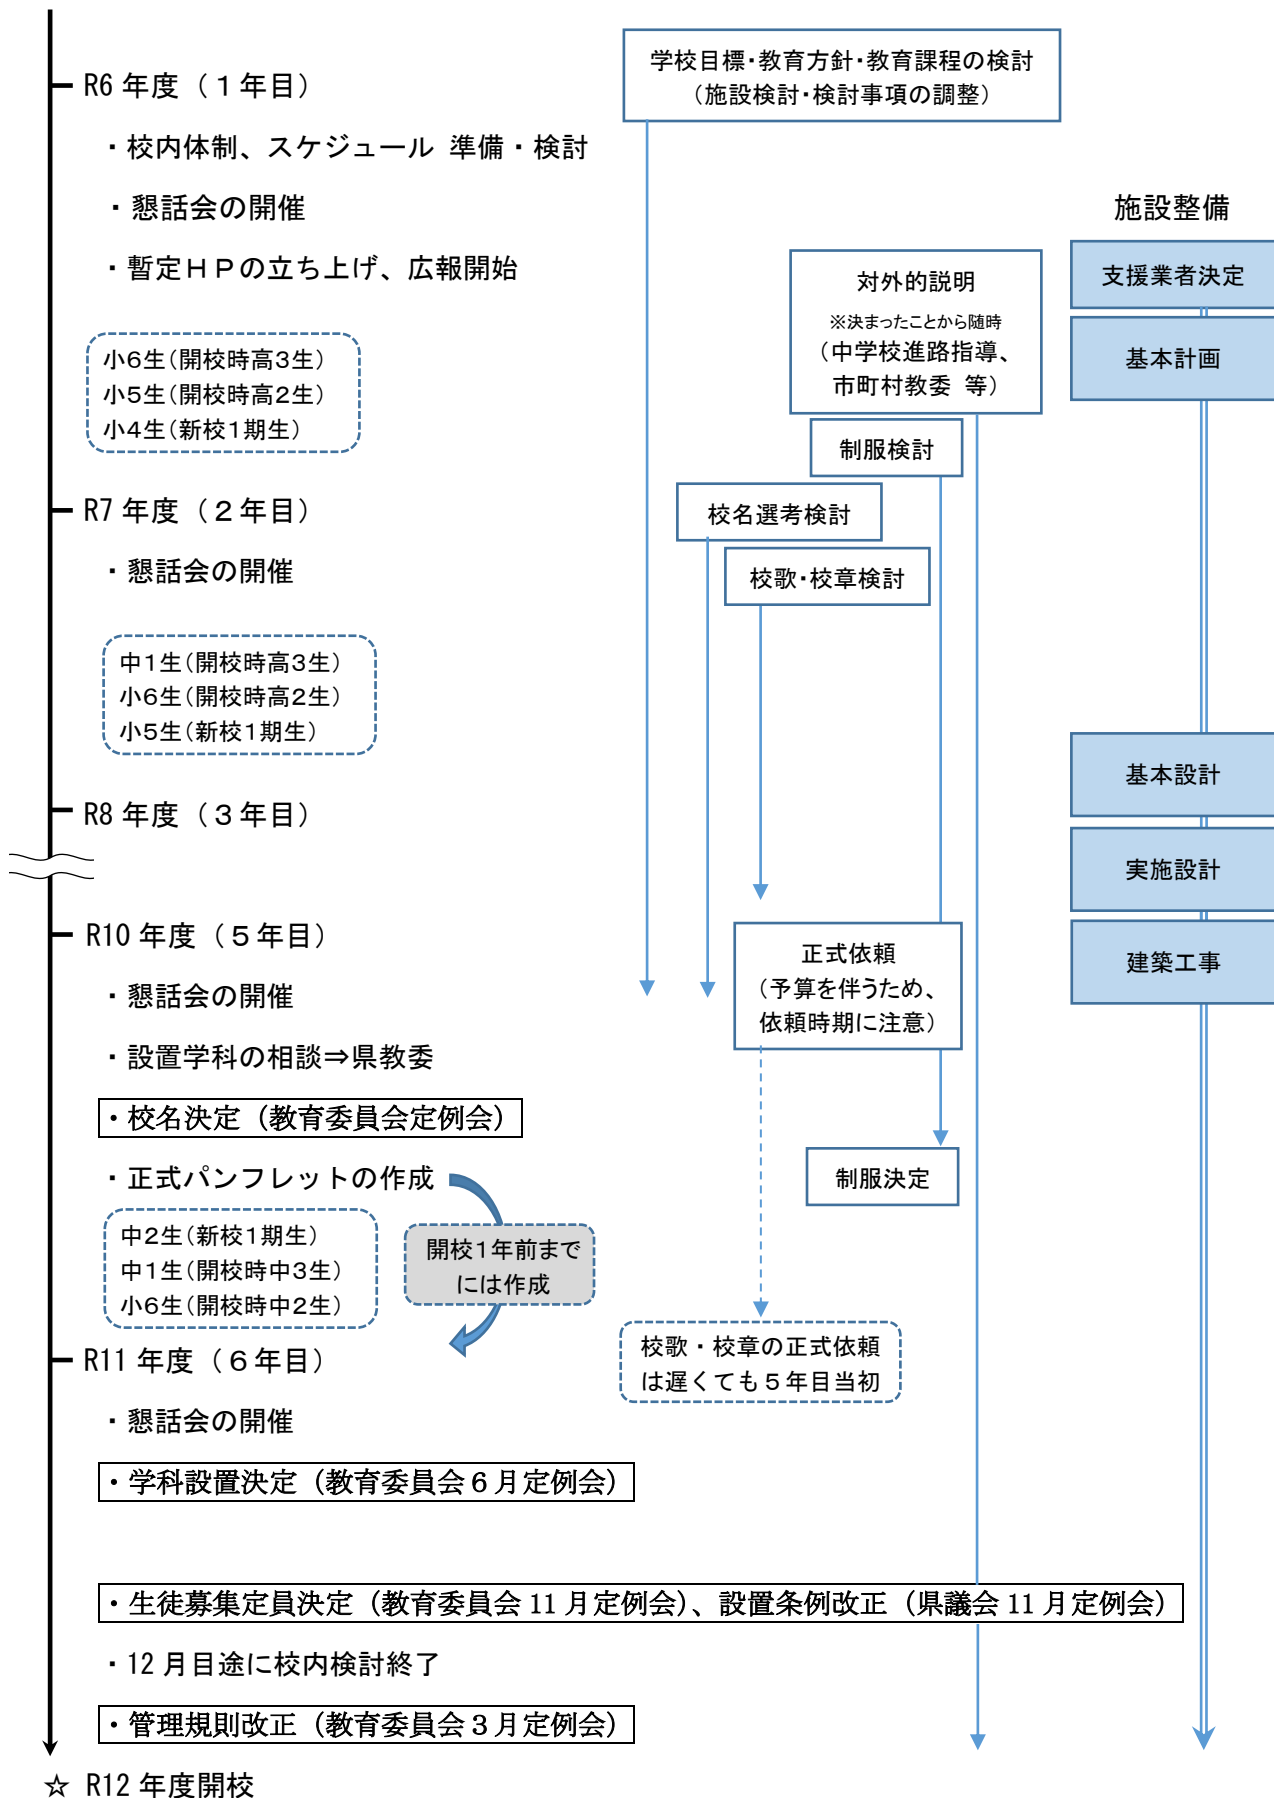 学校目標・教育方針・教育課程の検討
（施設検討・検討事項の調整）
R6 年度（１年目）
・校内体制、スケジュール 準備・検討
・懇話会の開催
施設整備
・暫定ＨＰの立ち上げ、広報開始
対外的説明
※決まったことから随時
（中学校進路指導、
市町村教委 等）
支援業者決定
基本計画
小６生（開校時高３生）
小５生（開校時高２生）
小４生（新校１期生）
制服検討
R7 年度（２年目）
校名選考検討
・懇話会の開催
校歌・校章検討
中１生（開校時高３生）
小６生（開校時高２生）
小５生（新校１期生）
基本設計
R8 年度（３年目）
実施設計
R10 年度（５年目）
正式依頼
（予算を伴うため、
依頼時期に注意）
建築工事
・懇話会の開催
・設置学科の相談⇒県教委
・校名決定（教育委員会定例会）
・正式パンフレットの作成
制服決定
中２生（新校１期生）
中１生（開校時中３生）
小６生（開校時中２生）
開校１年前まで
には作成
校歌・校章の正式依頼
は遅くても５年目当初
R11 年度（６年目）
・懇話会の開催
・学科設置決定（教育委員会６月定例会）
・生徒募集定員決定（教育委員会 11 月定例会）、設置条例改正（県議会 11 月定例会）
・12 月目途に校内検討終了
・管理規則改正（教育委員会３月定例会）
☆ R12 年度開校